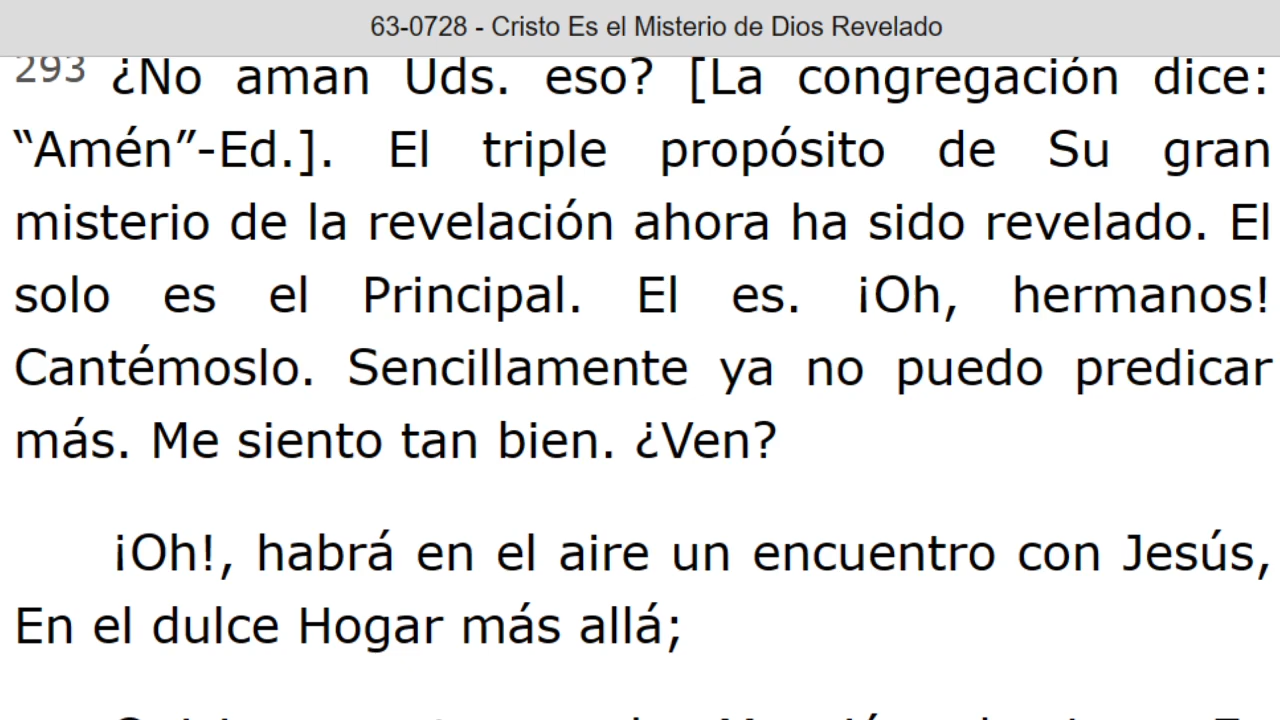 63-0728 - Cristo Es el Misterio de Dios Revelado
293 ¿No aman Uds. eso? [La congregación dice:
“Amén”-Ed.]. El triple propósito de Su gran
misterio de la revelación ahora ha sido revelado. El
solo es el Principal. El es. ¡Oh, hermanos!
Cantémoslo. Sencillamente ya no puedo predicar
más. Me siento tan bien. ¿Ven?
¡Oh!, habrá en el aire un encuentro con Jesús,
En el dulce Hogar más allá;